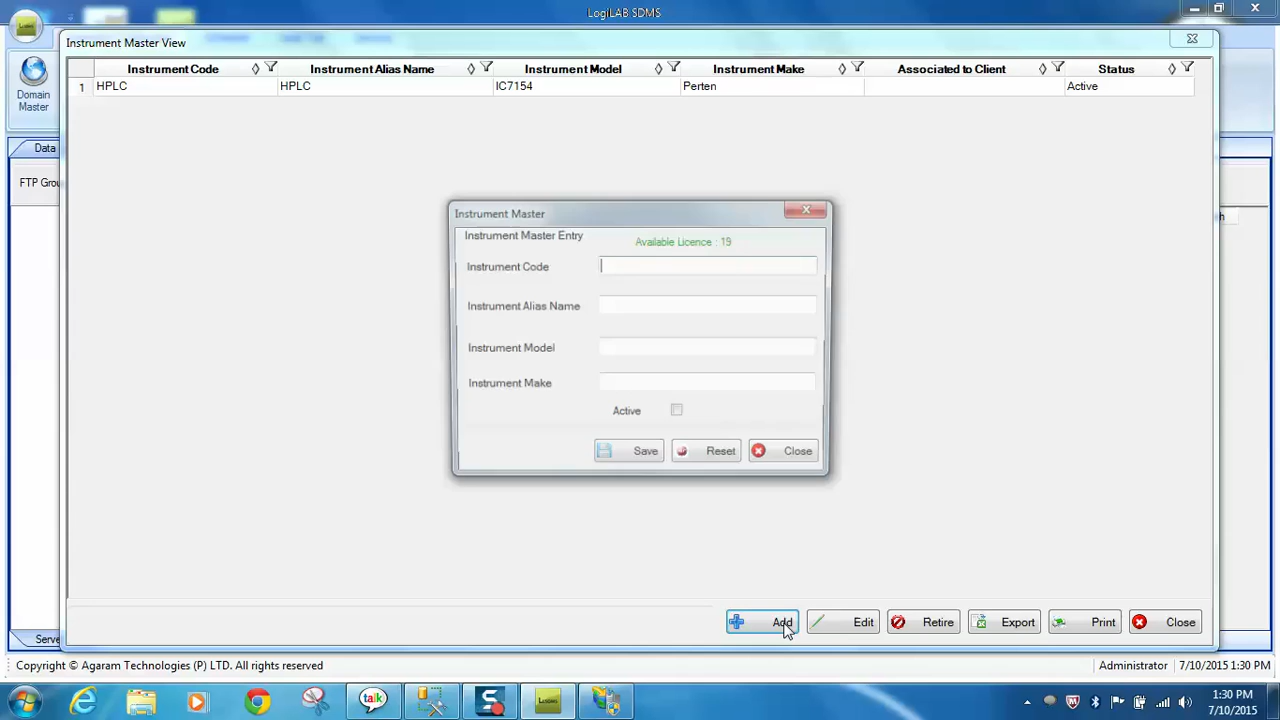 LogiLAB SDMS
Instrument Master View
Instrument Code Instrument Alias Name Instrument Model Instrument Make Associated to Client Status
1 HPLC HPLC IC7154 Perten Active
Domain
Master
Data
FTP Grou
h
Instrument Master
Instrument Master Entry
Available Licence : 19
Instrument Code
Instrument Alias Name
Instrument Model
Instrument Make
Active
Save Reset Close
Add Edit Retire Export Print Close
Serve
Copyright © Agaram Technologies (P) LTD. All rights reserved
Administrator 7/10/2015 1:30 PM
talk
S
LOGILAB
1:30 PM
7/10/2015